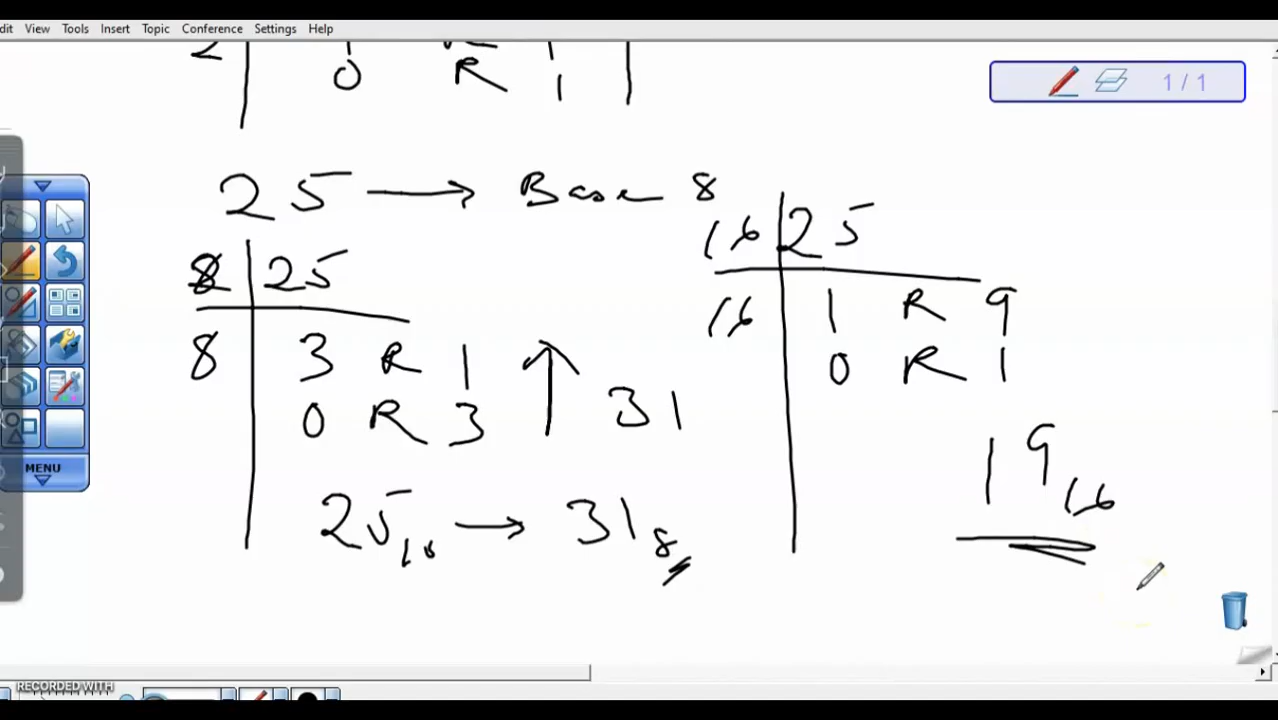 dit View Tools Insert Topic Conference Settings Help
1 / 1
0 R 1
25 → Base 8
8 25
8 3 R 1
0 R 3
31
25₁₀ → 31₈
16 25
16 1 R 9
0 R 1
19₁₆
MENU
RECORDED WITH